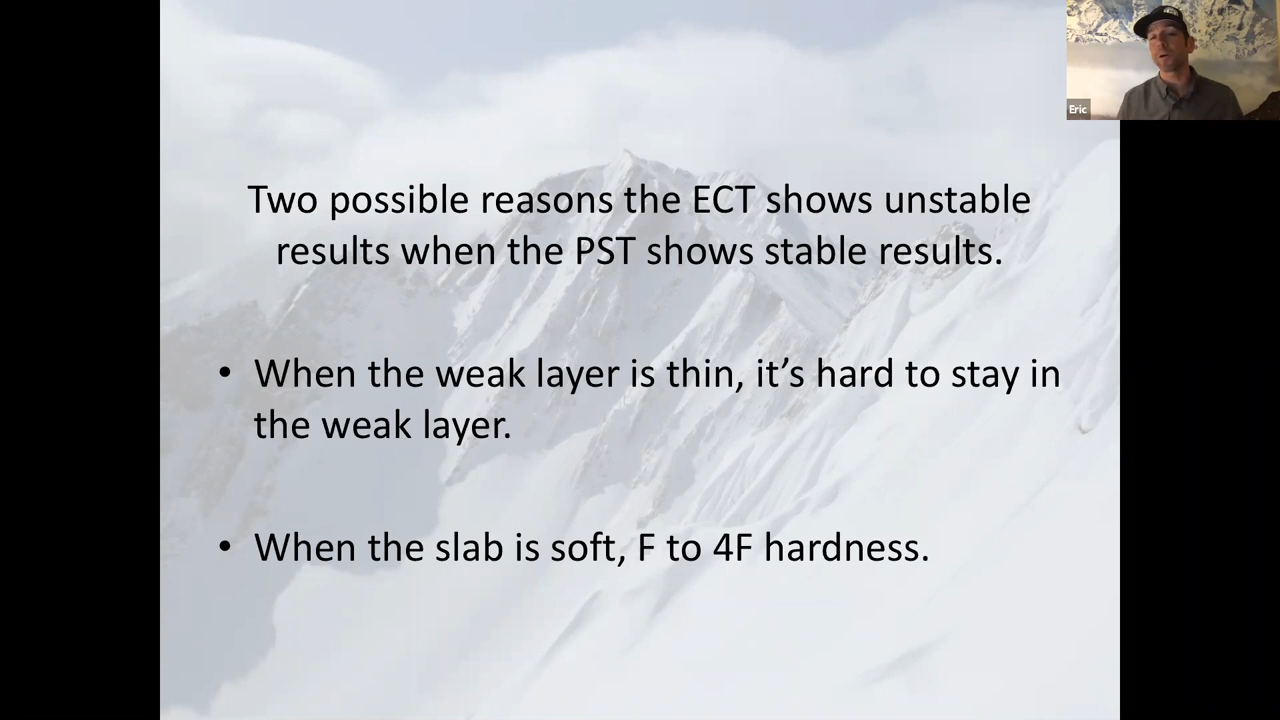 Eric
Two possible reasons the ECT shows unstable
results when the PST shows stable results.
• When the weak layer is thin, it’s hard to stay in
the weak layer.
• When the slab is soft, F to 4F hardness.